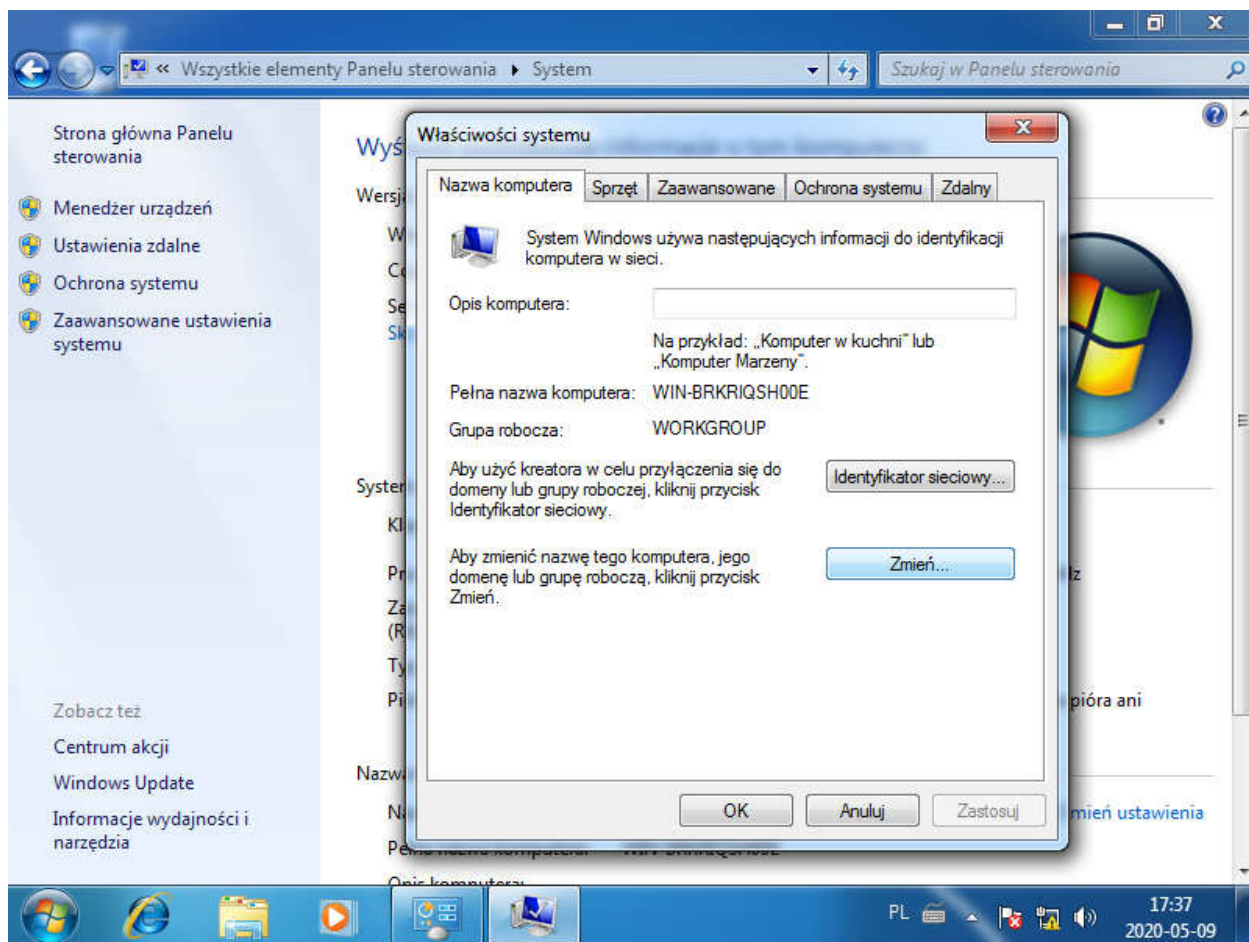 « Wszystkie elementy Panelu sterowania ▸ System
Szukaj w Panelu sterowania
Strona główna Panelu
sterowania
Menedżer urządzeń
Ustawienia zdalne
Ochrona systemu
Zaawansowane ustawienia
systemu
Zobacz też
Centrum akcji
Windows Update
Informacje wydajności i
narzędzia
Właściwości systemu
Nazwa komputera
Sprzęt
Zaawansowane
Ochrona systemu
Zdalny
System Windows używa następujących informacji do identyfikacji
komputera w sieci.
Opis komputera:
Na przykład: „Komputer w kuchni" lub
„Komputer Marzeny".
Pełna nazwa komputera: WIN-BRKRIQSH00E
Grupa robocza: WORKGROUP
Aby użyć kreatora w celu przyłączenia się do
domeny lub grupy roboczej, kliknij przycisk
Identyfikator sieciowy.
Identyfikator sieciowy...
Aby zmienić nazwę tego komputera, jego
domenę lub grupę roboczą, kliknij przycisk
Zmień.
Zmień...
OK
Anuluj
Zastosuj
pióra ani
mień ustawienia
Opis komputera:
PL
17:37
2020-05-09